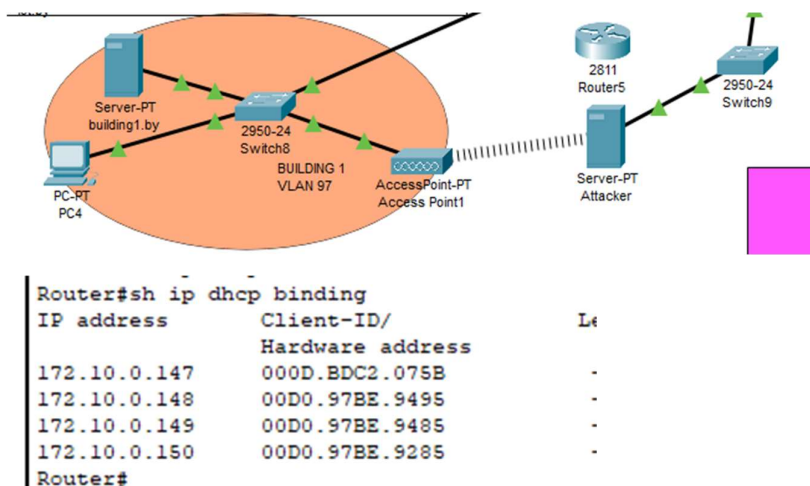 2811
Router5
2950-24
Switch9
Server-PT
building1.by
2950-24
Switch8
BUILDING 1
VLAN 97
PC-PT
PC4
AccessPoint-PT
Access Point1
Server-PT
Attacker
Router#sh ip dhcp binding
IP address Client-ID/
Hardware address
172.10.0.147 000D.BDC2.075B -
172.10.0.148 00D0.97BE.9495 -
172.10.0.149 00D0.97BE.9485 -
172.10.0.150 00D0.97BE.9285 -
Router#